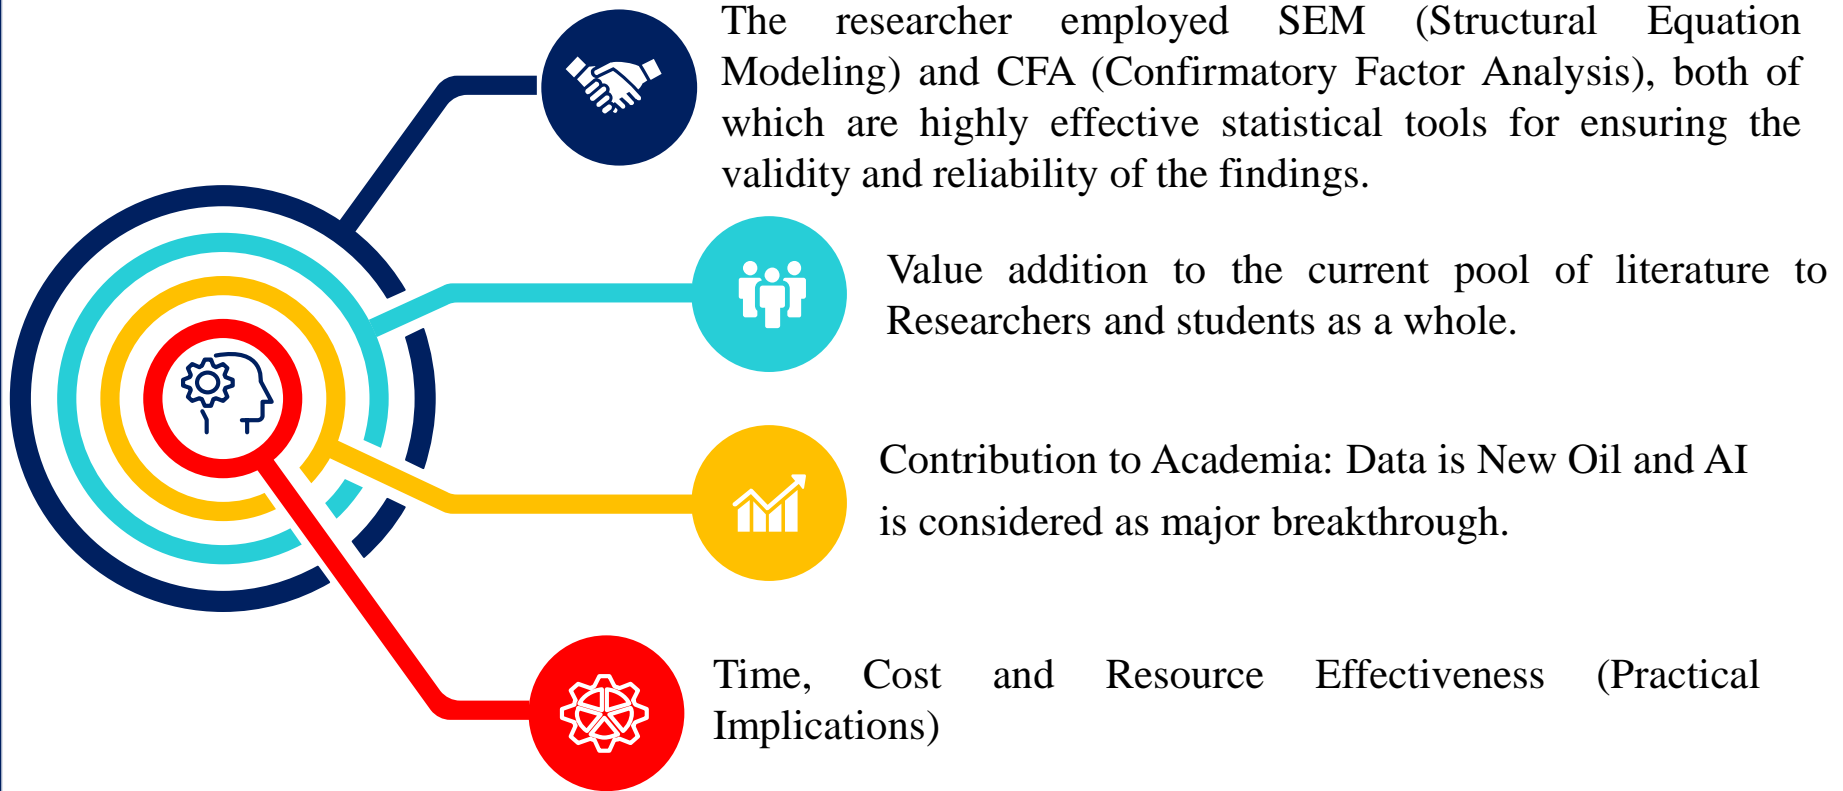 The researcher employed SEM (Structural Equation
Modeling) and CFA (Confirmatory Factor Analysis), both of
which are highly effective statistical tools for ensuring the
validity and reliability of the findings.
Value addition to the current pool of literature to
Researchers and students as a whole.
Contribution to Academia: Data is New Oil and AI
is considered as major breakthrough.
Time, Cost and Resource Effectiveness (Practical
Implications)